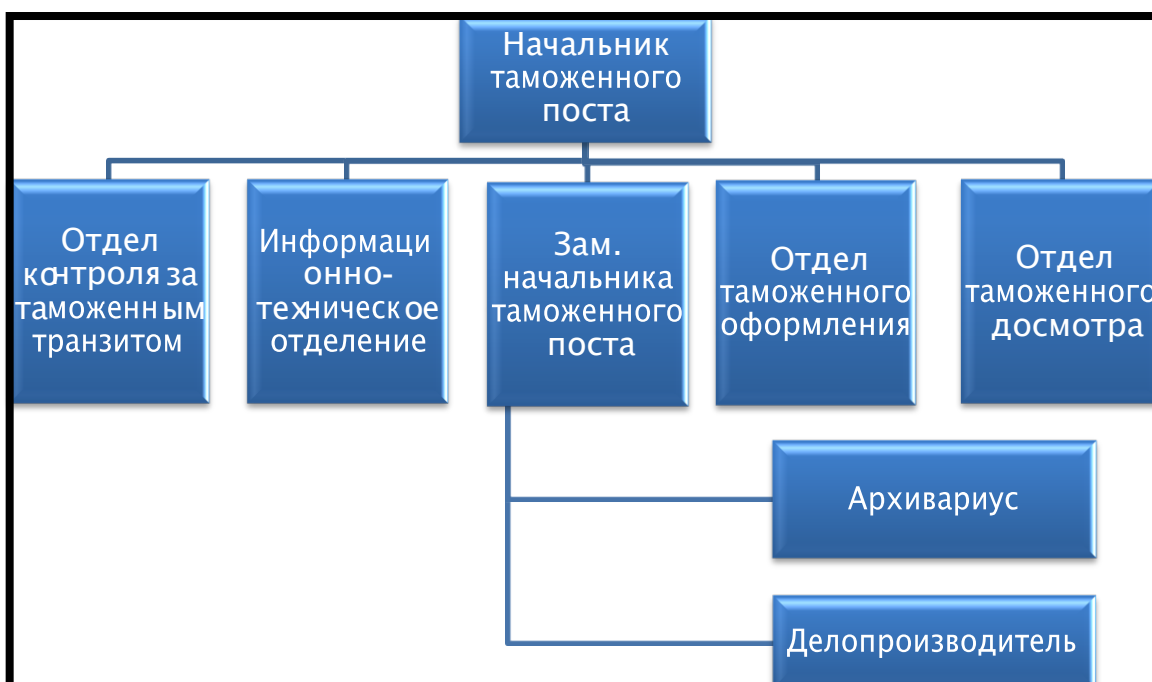 Начальник
таможенного
поста
Отдел
контроля за
таможенным
транзитом
Информаци
онно-
техническое
отделение
Зам.
начальника
таможенного
поста
Отдел
таможенного
оформления
Отдел
таможенного
досмотра
Архивариус
Делопроизводитель